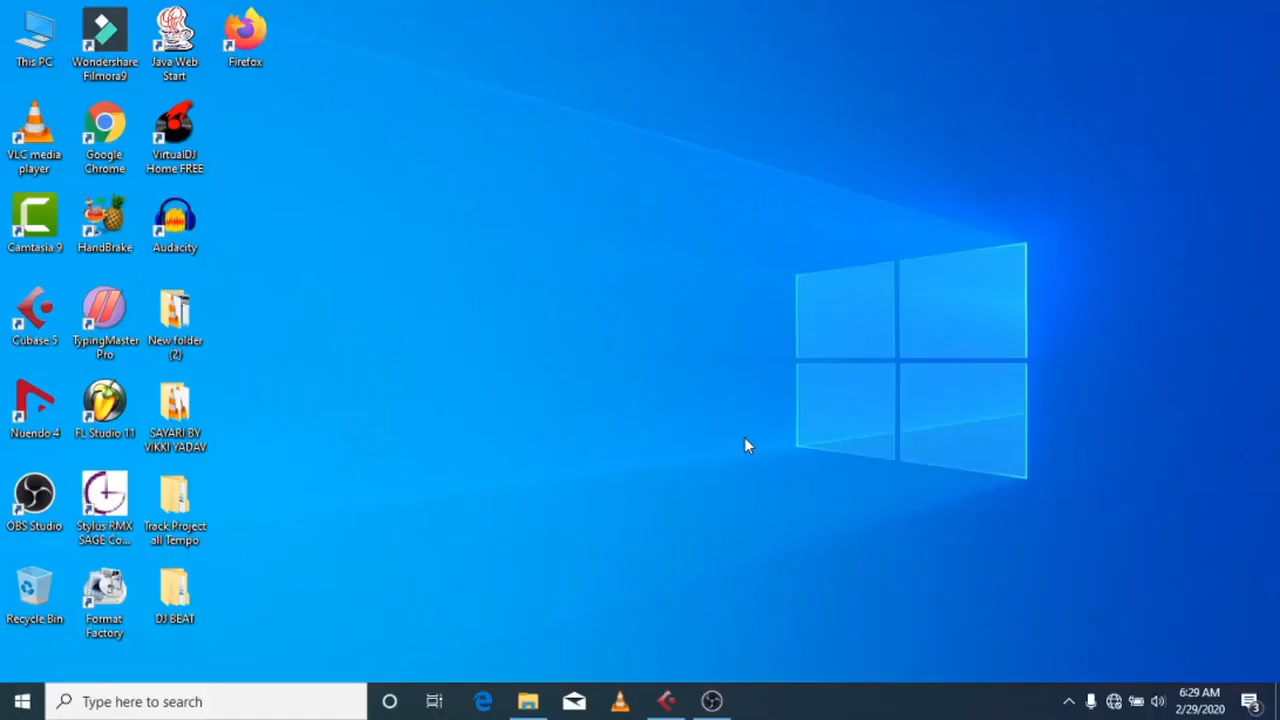 This PC
Wondershare
Filmora9
Java Web
Start
Firefox
VLC media
player
Google
Chrome
VirtualDJ
Home FREE
Camtasia 9
HandBrake
Audacity
Cubase 5
TypingMaster
Pro
New folder
(2)
Nuendo 4
FL Studio 11
SAYARI BY
VIKKI YADAV
OBS Studio
Stylus RMX
SAGE Co...
Track Project
all Tempo
Recycle Bin
Format
Factory
DJ BEAT
Type here to search
6:29 AM
2/29/2020
3